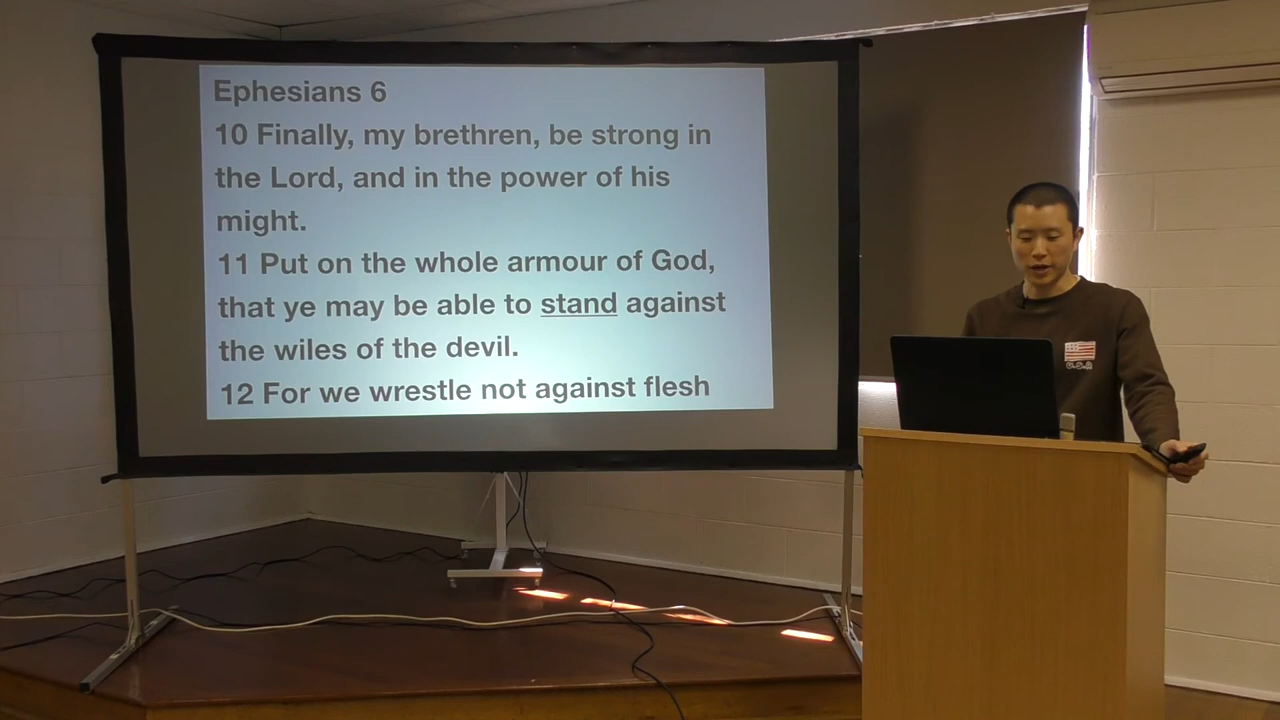 Ephesians 6
10 Finally, my brethren, be strong in
the Lord, and in the power of his
might.
11 Put on the whole armour of God,
that ye may be able to stand against
the wiles of the devil.
12 For we wrestle not against flesh
U.S.A